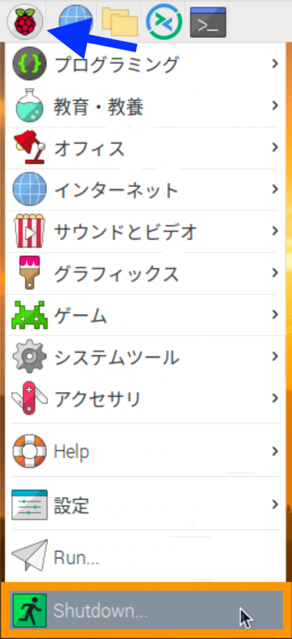 プログラミング
教育・教養
オフィス
インターネット
サウンドとビデオ
グラフィックス
ゲーム
システムツール
アクセサリ
Help
設定
Run...
Shutdown...